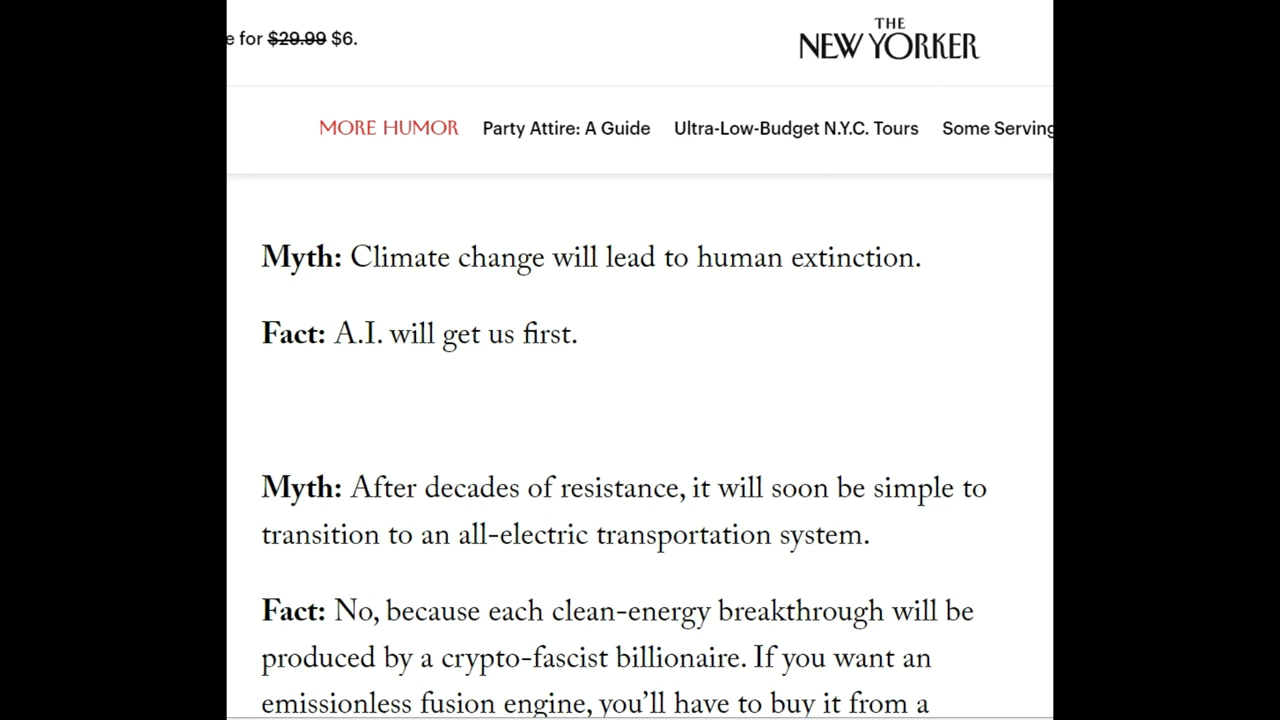 e for $29.99 $6.
THE
NEW YORKER
MORE HUMOR Party Attire: A Guide Ultra-Low-Budget N.Y.C. Tours Some Serving
Myth: Climate change will lead to human extinction.
Fact: A.I. will get us first.
Myth: After decades of resistance, it will soon be simple to
transition to an all-electric transportation system.
Fact: No, because each clean-energy breakthrough will be
produced by a crypto-fascist billionaire. If you want an
emissionless fusion engine, you’ll have to buy it from a